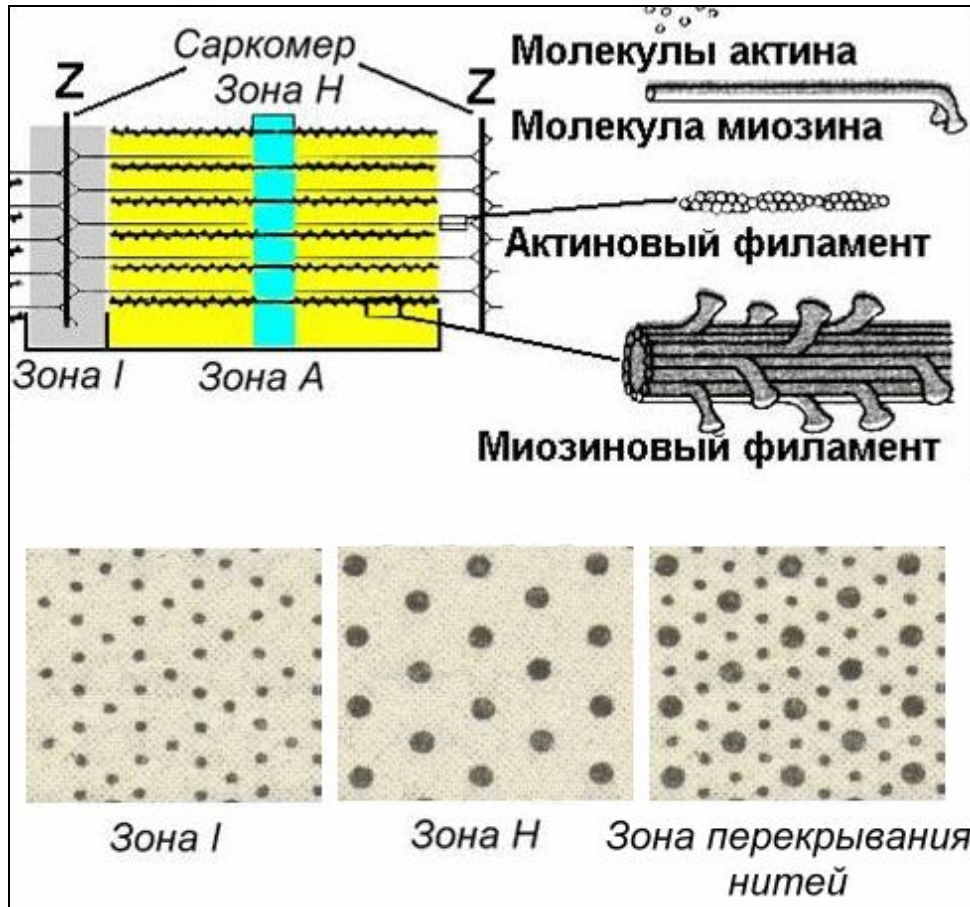 Саркомер
Z
Зона H
Z
Молекулы актина
Молекула миозина
Актиновый филамент
Зона I
Зона A
Миозиновый филамент
Зона I
Зона H
Зона перекрывания
нитей